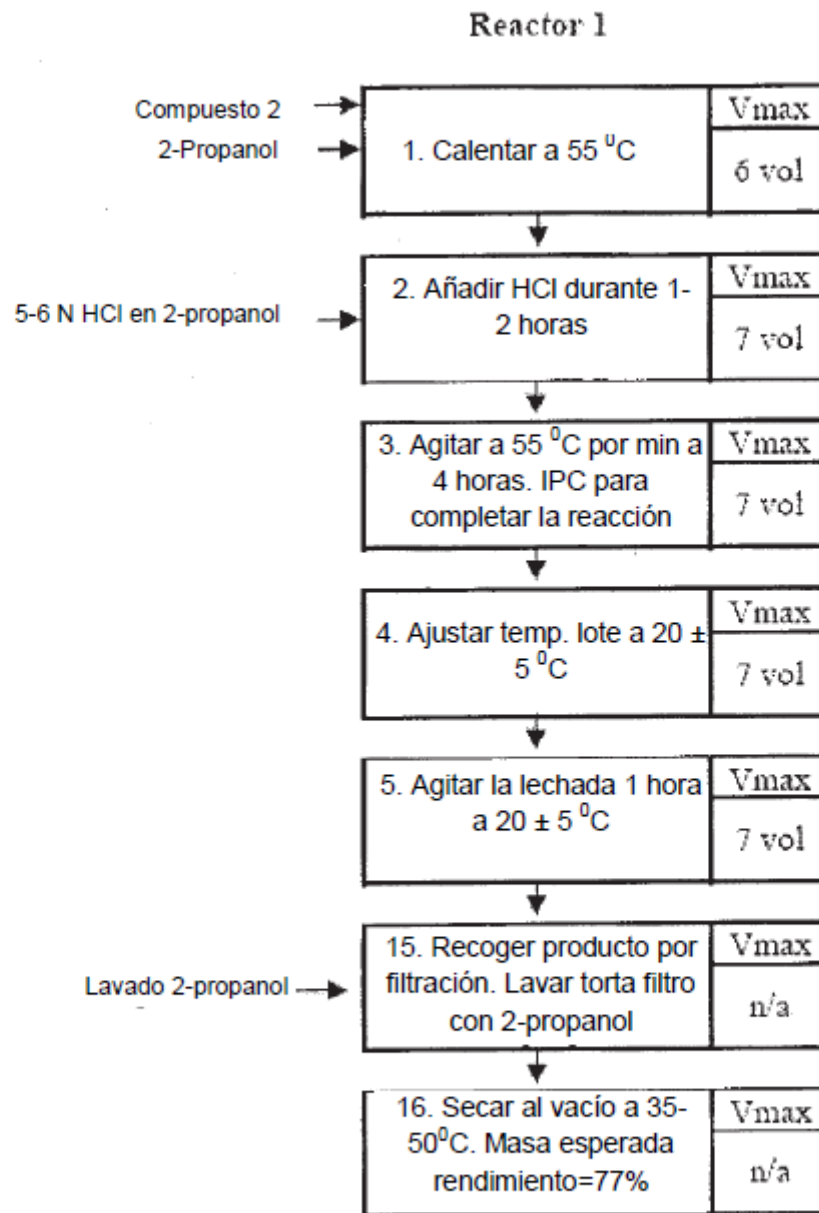 Reactor 1
Compuesto 2
2-Propanol
1. Calentar a 55 ⁰C
Vmax
6 vol
5-6 N HCl en 2-propanol
2. Añadir HCl durante 1-
2 horas
Vmax
7 vol
3. Agitar a 55 ⁰C por min a
4 horas. IPC para
completar la reacción
Vmax
7 vol
4. Ajustar temp. lote a 20 ±
5 ⁰C
Vmax
7 vol
5. Agitar la lechada 1 hora
a 20 ± 5 ⁰C
Vmax
7 vol
Lavado 2-propanol
15. Recoger producto por
filtración. Lavar torta filtro
con 2-propanol
Vmax
n/a
16. Secar al vacío a 35-
50⁰C. Masa esperada
rendimiento=77%
Vmax
n/a